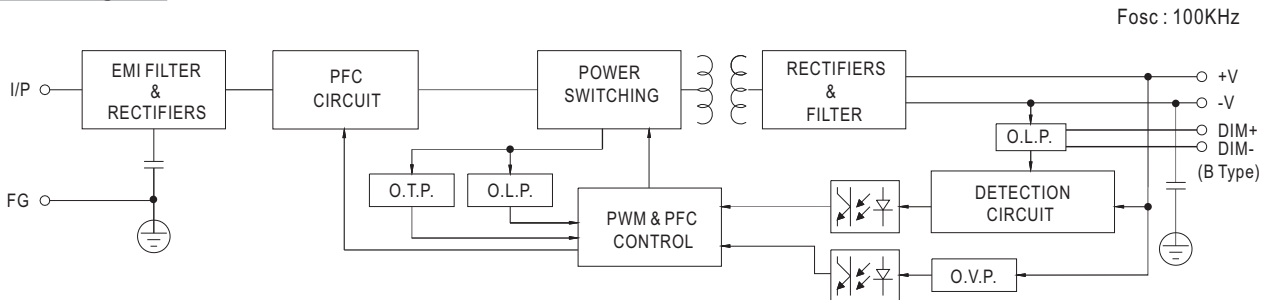 Fosc : 100KHz
I/P
EMI FILTER
&
RECTIFIERS
PFC
CIRCUIT
POWER
SWITCHING
RECTIFIERS
&
FILTER
+V
-V
O.L.P.
DIM+
DIM-
(B Type)
O.T.P.
O.L.P.
DETECTION
CIRCUIT
FG
PWM & PFC
CONTROL
O.V.P.